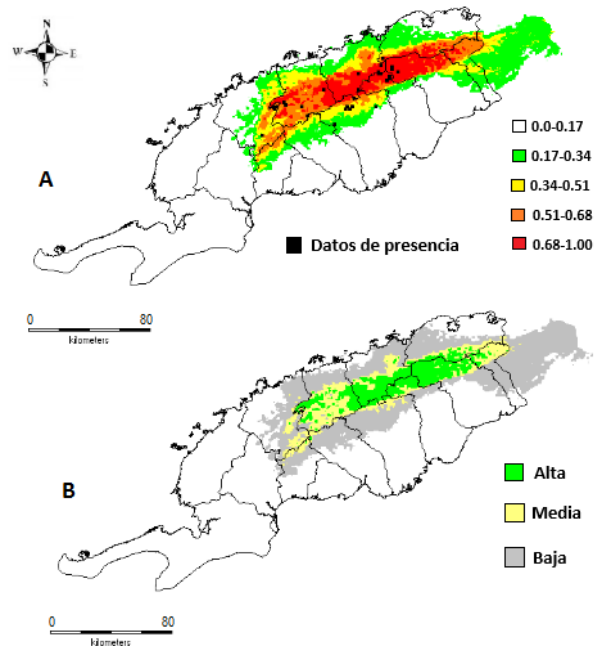 N
W E
S
A
0.0-0.17
0.17-0.34
0.34-0.51
0.51-0.68
0.68-1.00
Datos de presencia
0 80
kilometers
B
Alta
Media
Baja
0 80
kilometers